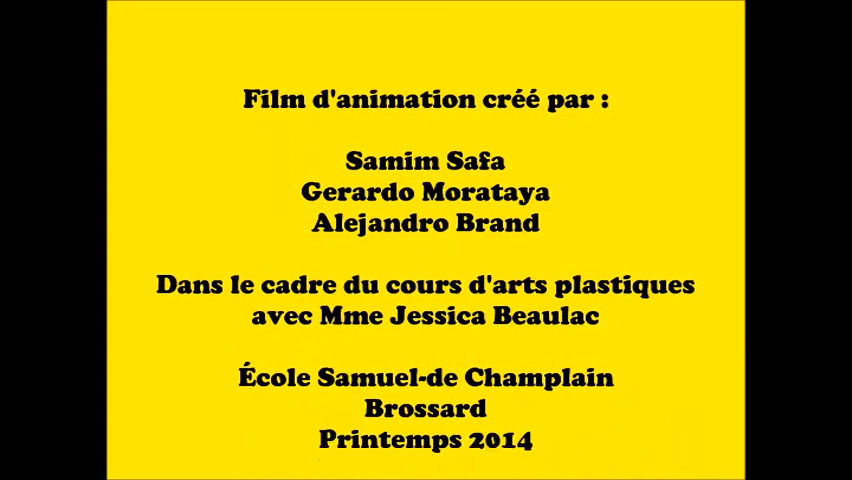 Film d'animation créé par :
Samim Safa
Gerardo Morataya
Alejandro Brand
Dans le cadre du cours d'arts plastiques
avec Mme Jessica Beaulac
École Samuel-de Champlain
Brossard
Printemps 2014